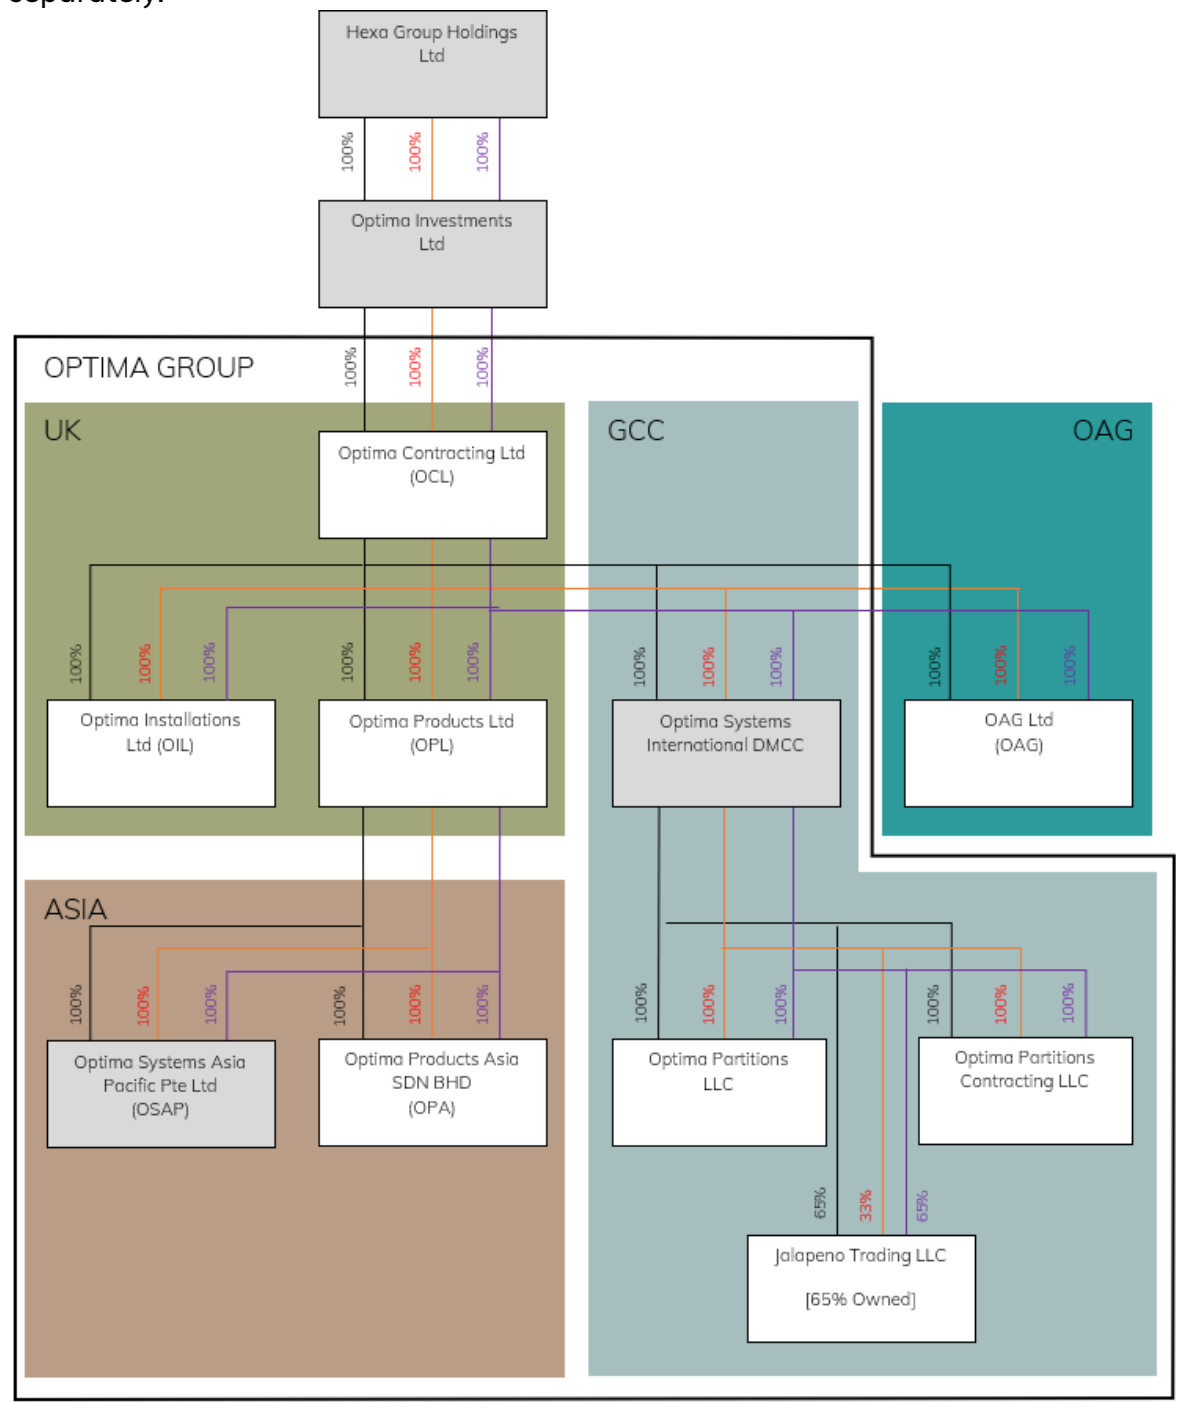 separately.
Hexa Group Holdings
Ltd
100%
100%
100%
Optima Investments
Ltd
OPTIMA GROUP
100%
100%
100%
UK
GCC
OAG
Optima Contracting Ltd
(OCL)
100%
100%
100%
100%
100%
100%
100%
100%
100%
100%
100%
100%
Optima Installations
Ltd (OIL)
Optima Products Ltd
(OPL)
Optima Systems
International DMCC
OAG Ltd
(OAG)
ASIA
100%
100%
100%
100%
100%
100%
100%
100%
100%
100%
100%
100%
Optima Systems Asia
Pacific Pte Ltd
(OSAP)
Optima Products Asia
SDN BHD
(OPA)
Optima Partitions
LLC
Optima Partitions
Contracting LLC
65%
33%
65%
Jalapeno Trading LLC
[65% Owned]